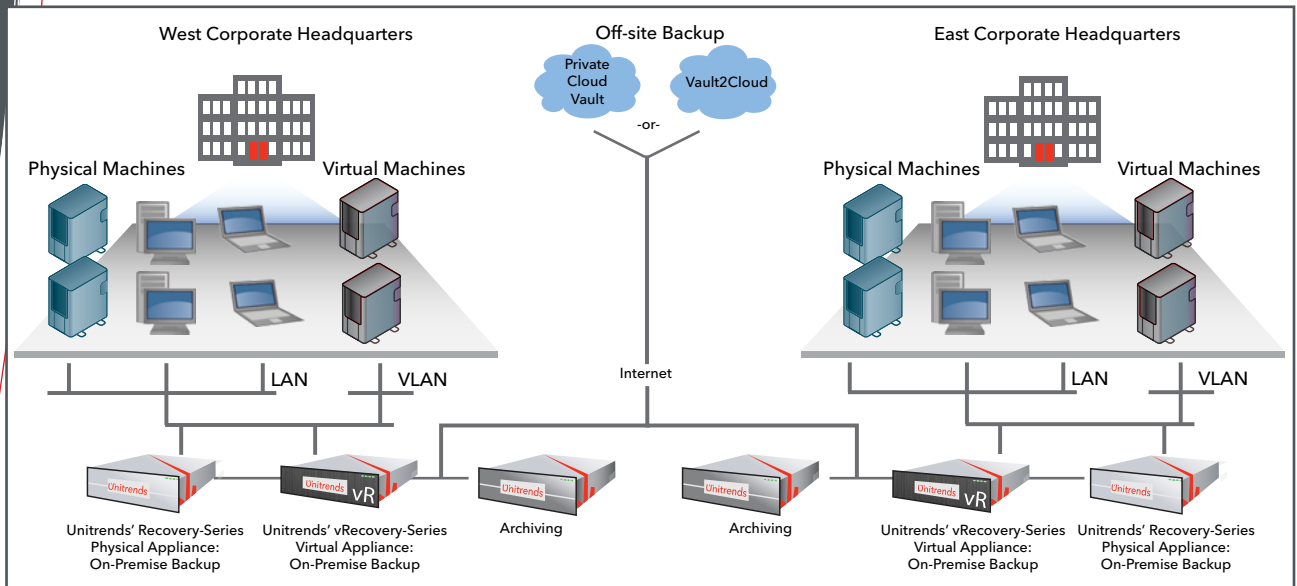 West Corporate Headquarters
Off-site Backup
East Corporate Headquarters
Private
Cloud
Vault
Vault2Cloud
-or-
Physical Machines
Virtual Machines
Physical Machines
Virtual Machines
LAN
VLAN
Internet
LAN
VLAN
Unitrends
Unitrends
vR
Unitrends
Unitrends
Unitrends
vR
Unitrends
Unitrends' Recovery-Series
Physical Appliance:
On-Premise Backup
Unitrends' vRecovery-Series
Virtual Appliance:
On-Premise Backup
Archiving
Archiving
Unitrends' vRecovery-Series
Virtual Appliance:
On-Premise Backup
Unitrends' Recovery-Series
Physical Appliance:
On-Premise Backup